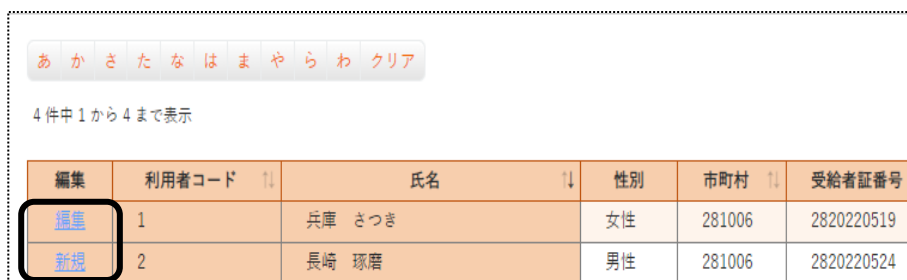 あ か さ た な は ま や ら わ クリア
4 件中 1 から 4 まで表示
編集 利用者コード ↑↓ 氏名 ↑↓ 性別 市町村 ↑↓ 受給者証番号
編集 1 兵庫 さつき 女性 281006 2820220519
新規 2 長崎 琢磨 男性 281006 2820220524